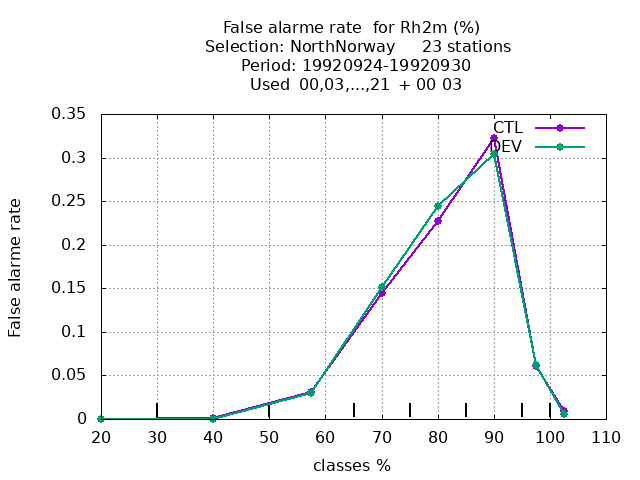 False alarme rate  for Rh2m (%)
Selection: NorthNorway     23 stations
Period: 19920924-19920930
Used  00,03,...,21  + 00 03
0.35
0.3
0.25
0.2
0.15
0.1
0.05
0
False alarme rate
CTL
DEV
20 30 40 50 60 70 80 90 100 110
classes %